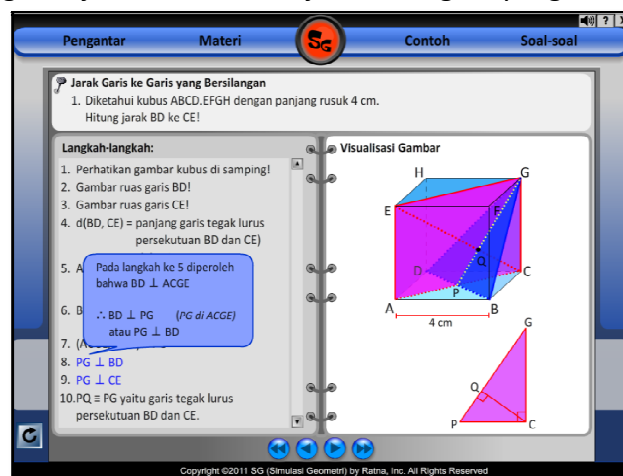 Pengantar
Materi
SG
Contoh
Soal-soal
?
Jarak Garis ke Garis yang Bersilangan
1. Diketahui kubus ABCD.EFGH dengan panjang rusuk 4 cm.
Hitung jarak BD ke CE!
Langkah-langkah:
1. Perhatikan gambar kubus di samping!
2. Gambar ruas garis BD!
3. Gambar ruas garis CE!
4. d(BD, CE) = panjang garis tegak lurus
persekutuan BD dan CE)
5. A
6. B
7. (A
Pada langkah ke 5 diperoleh
bahwa BD ⊥ ACGE
∴ BD ⊥ PG (PG di ACGE)
atau PG ⊥ BD
8. PG ⊥ BD
9. PG ⊥ CE
10.PQ ≡ PG yaitu garis tegak lurus
persekutuan BD dan CE.
Visualisasi Gambar
H
G
E
F
D
Q
C
P
A
B
4 cm
G
Q
P
C
Copyright ©2011 SG (Simulasi Geometri) by Ratna, Inc. All Rights Reserved